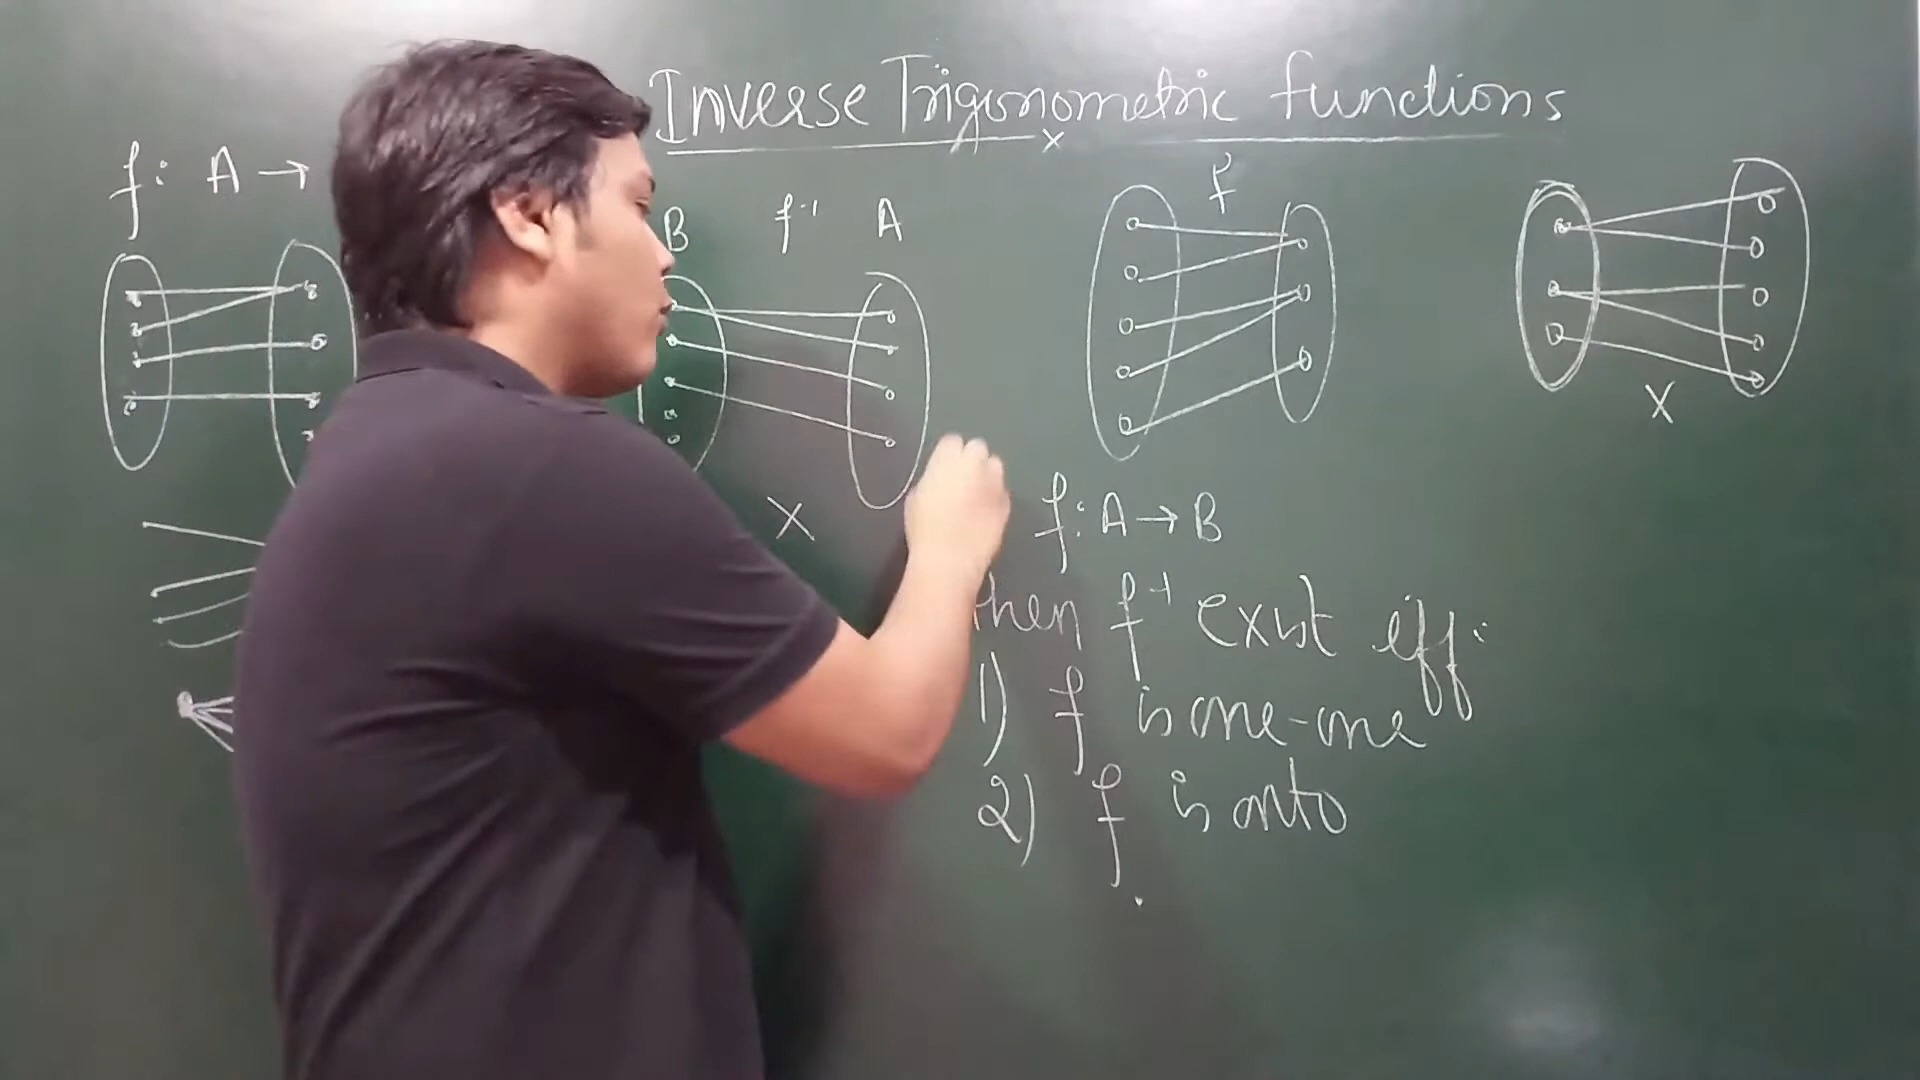 Inverse Trigonometric functions
f: A →
B f⁻¹ A
f
X
X
f: A → B
then f⁻¹ exist iff:
1) f is one-one
2) f is onto